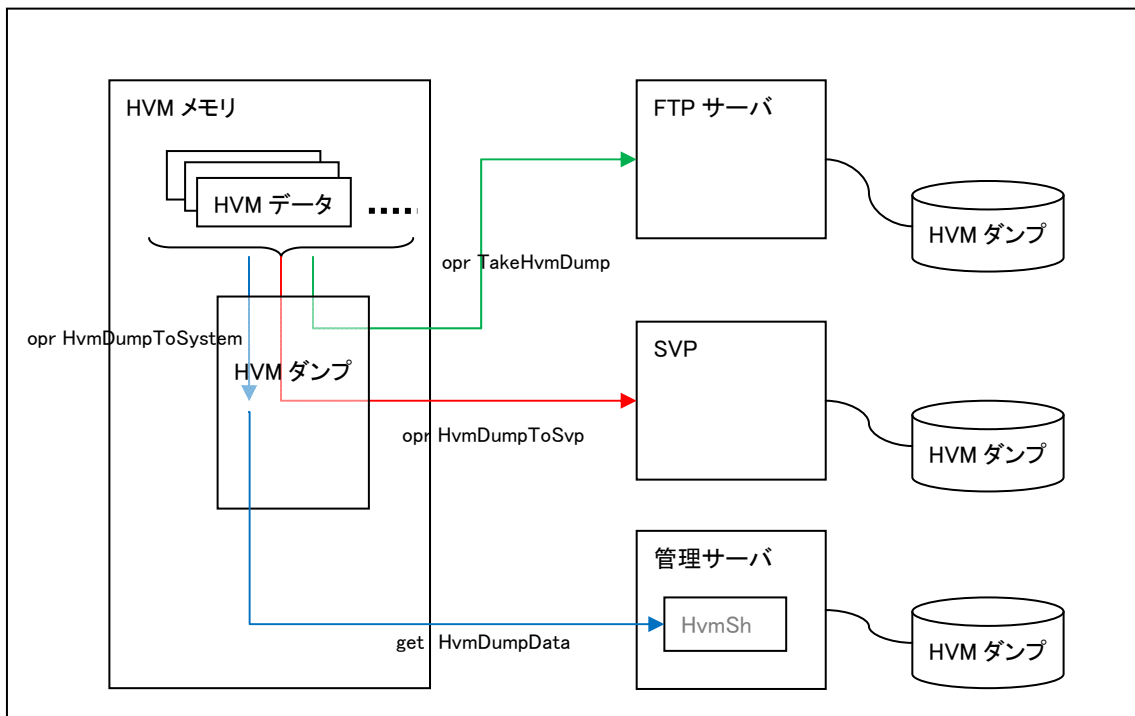 HVM メモリ
HVM データ
opr HvmDumpToSystem
HVM ダンプ
opr TakeHvmDump
FTP サーバ
HVM ダンプ
opr HvmDumpToSvp
SVP
HVM ダンプ
get HvmDumpData
管理サーバ
HvmSh
HVM ダンプ